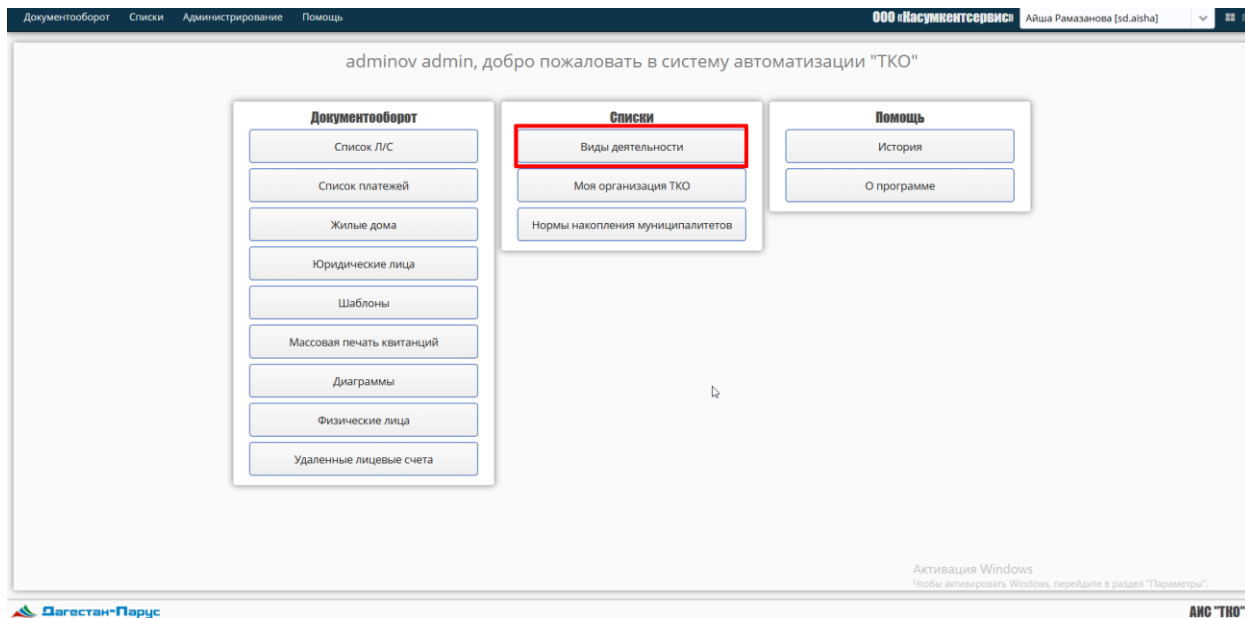 Документооборот Списки Администрирование Помощь ООО «Касумкентсервис» Айша Рамазанова [sd.aisha]
adminov admin, добро пожаловать в систему автоматизации "ТКО"
Документооборот
Список Л/С
Список платежей
Жилые дома
Юридические лица
Шаблоны
Массовая печать квитанций
Диаграммы
Физические лица
Удаленные лицевые счета
Списки
Виды деятельности
Моя организация ТКО
Нормы накопления муниципалитетов
Помощь
История
О программе
Активация Windows
Чтобы активировать Windows, перейдите в раздел "Параметры".
Дагестан-Парус
АИС "ТКО"